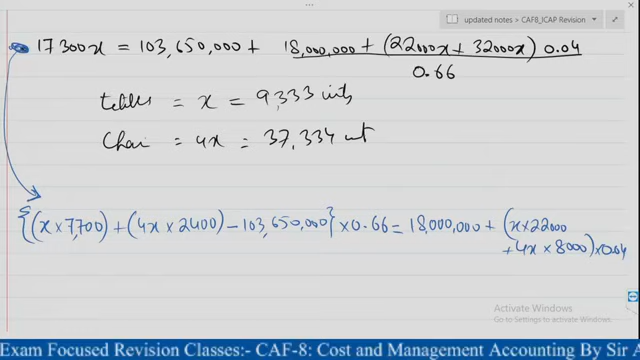 updated notes > CAF8_ICAP Revision
17300x = 103,650,000 + 18,000,000 + (22000x + 32000x) 0.04
0.66
tables = x = 9,333 units
Chair = 4x = 37,334 unit
{(x × 7,700) + (4x × 2400) - 103,650,000} × 0.66 = 18,000,000 + (x × 22000
+ 4x × 8000) × 0.04
Activate Windows
Go to Settings to activate Windows.
Exam Focused Revision Classes:- CAF-8: Cost and Management Accounting By Sir A